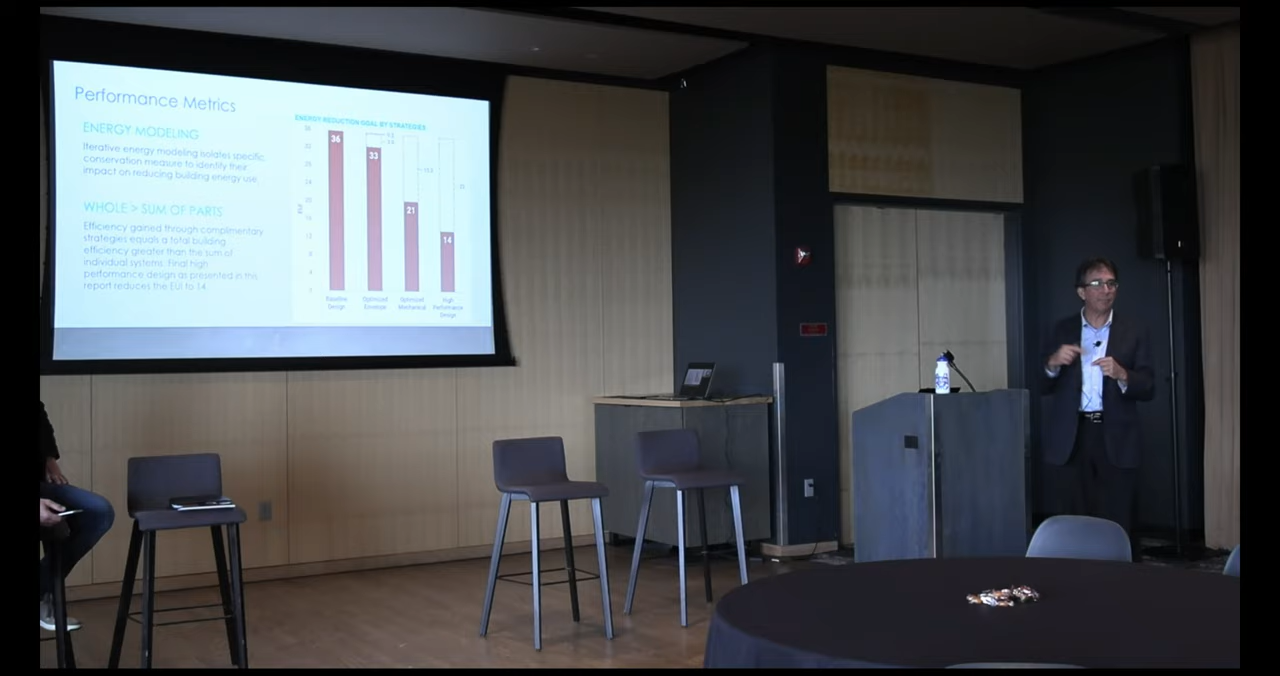 Performance Metrics
ENERGY MODELING
Iterative energy modeling isolates specific
conservation measure to identify their
impact on reducing building energy use.
WHOLE > SUM OF PARTS
Efficiency gained through complimentary
strategies equals a total building
efficiency greater than the sum of
individual systems. Final high
performance design as presented in this
report reduces the EUI to 14
ENERGY REDUCTION GOAL BY STRATEGIES
EUI
36
33
21
14
Baseline
Design
Optimized
Envelope
Optimized
Mechanical
High
Performance
Design